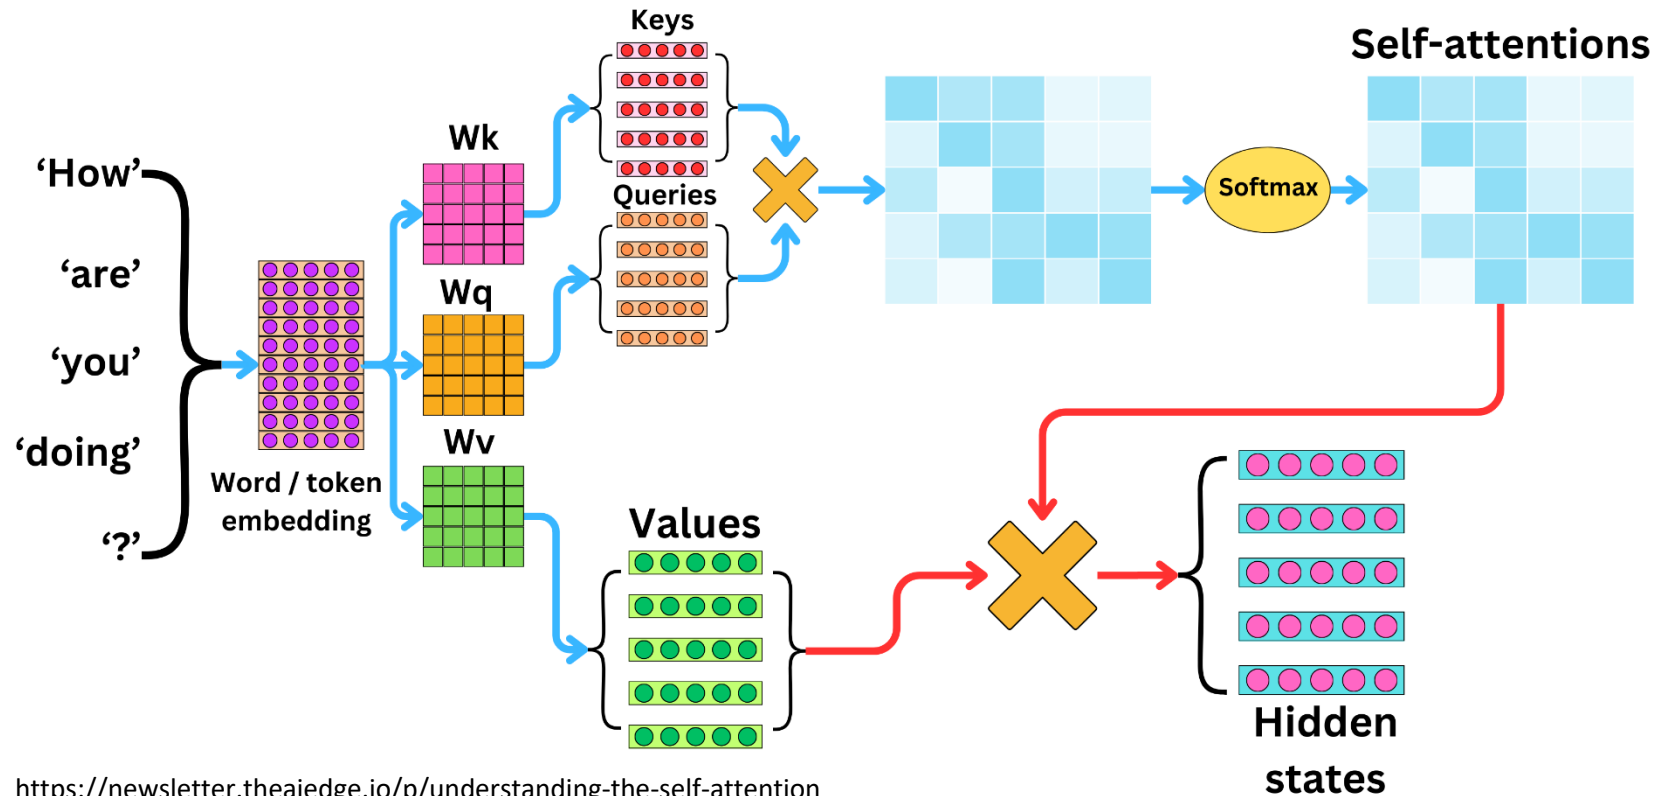 Keys
Self-attentions
Wk
‘How’
Queries
Softmax
‘are’
Wq
‘you’
Wv
‘doing’
Word / token
embedding
Values
‘?’
Hidden
states
https://newsletter.theaiedge.io/p/understanding-the-self-attention